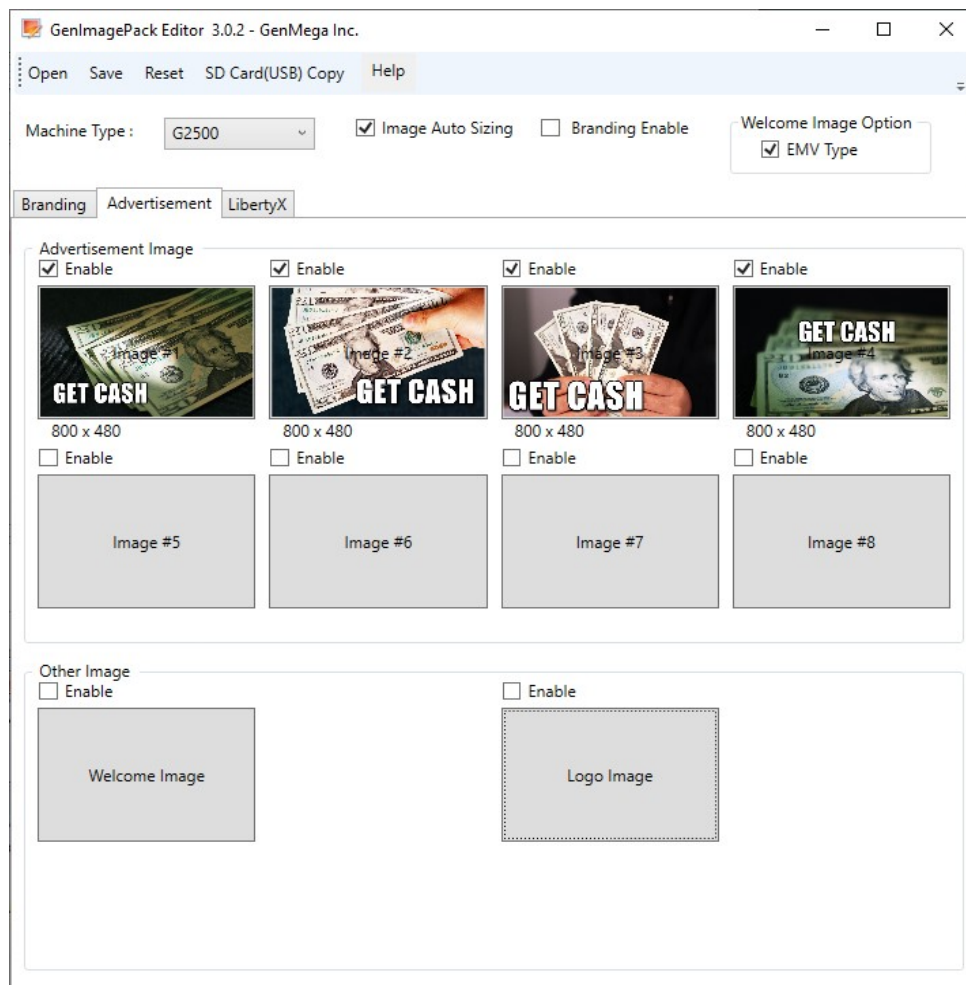 GenImagePack Editor 3.0.2 - GenMega Inc.
Open Save Reset SD Card(USB) Copy Help
Machine Type : G2500 Image Auto Sizing Branding Enable Welcome Image Option
EMV Type
Branding Advertisement LibertyX
Advertisement Image
Enable Enable Enable Enable
Image #1 Image #2 Image #3 GET CASH
Image #4
GET CASH GET CASH GET CASH
800 x 480 800 x 480 800 x 480 800 x 480
Enable Enable Enable Enable
Image #5 Image #6 Image #7 Image #8
Other Image
Enable Enable
Welcome Image Logo Image